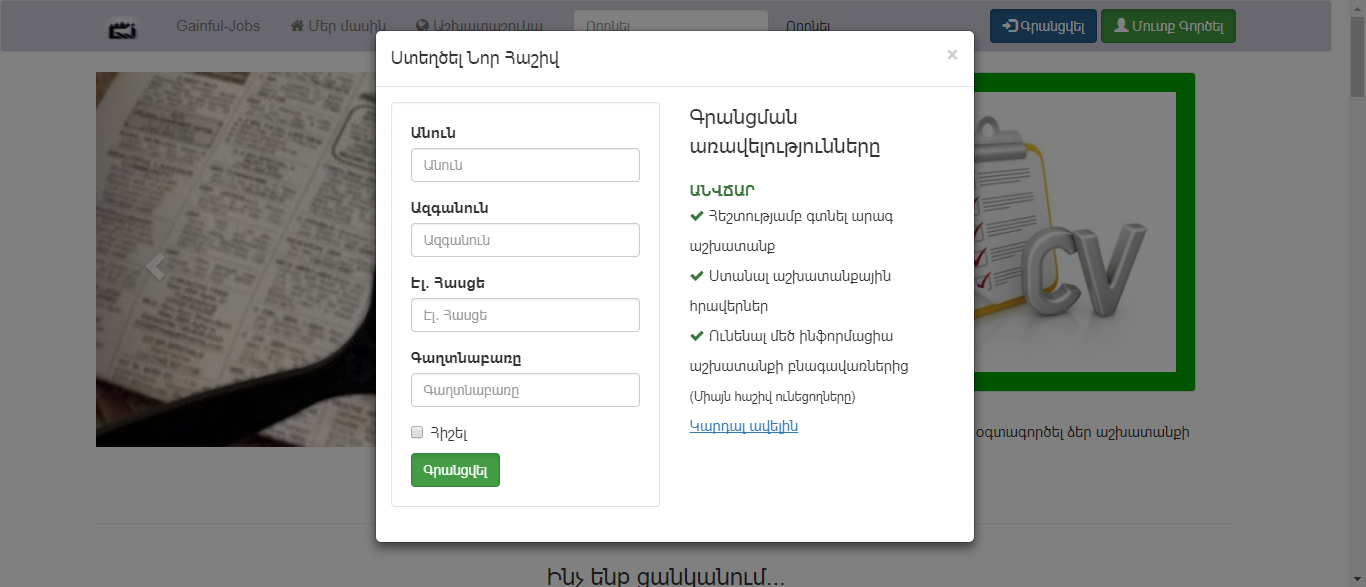 Gainful-Jobs Մեր մասին Աշխատաշուկա Որոնել Որոնել Գրանցվել Մուտք Գործել
Ստեղծել Նոր Հաշիվ ×
Անուն
Անուն
Ազգանուն
Ազգանուն
Էլ. Հասցե
Էլ. Հասցե
Գաղտնաբառը
Գաղտնաբառը
Հիշել
Գրանցվել
Գրանցման
առավելությունները
ԱՆՎՃԱՐ
Հեշտությամբ գտնել արագ
աշխատանք
Ստանալ աշխատանքային
հրավերներ
Ունենալ մեծ ինֆորմացիա
աշխատանքի բնագավառներից
(Միայն հաշիվ ունեցողները)
Կարդալ ավելին
CV
օգտագործել ձեր աշխատանքի
Ինչ ենք ցանկանում...